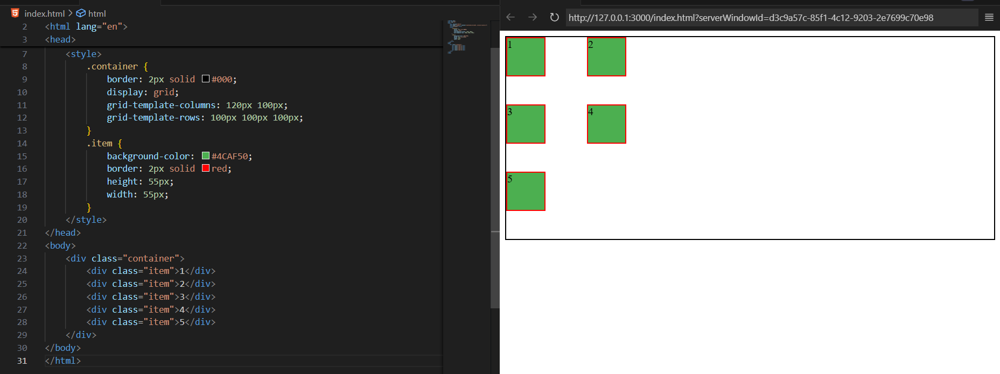 index.html > html
2 <html lang="en">
3 <head>
7 <style>
8 .container {
9 border: 2px solid #000;
10 display: grid;
11 grid-template-columns: 120px 100px;
12 grid-template-rows: 100px 100px 100px;
13 }
14 .item {
15 background-color: #4CAF50;
16 border: 2px solid red;
17 height: 55px;
18 width: 55px;
19 }
20 </style>
21 </head>
22 <body>
23 <div class="container">
24 <div class="item">1</div>
25 <div class="item">2</div>
26 <div class="item">3</div>
27 <div class="item">4</div>
28 <div class="item">5</div>
29 </div>
30 </body>
31 </html>
http://127.0.0.1:3000/index.html?serverWindowId=d3c9a57c-85f1-4c12-9203-2e7699c70e98
1 2
3 4
5